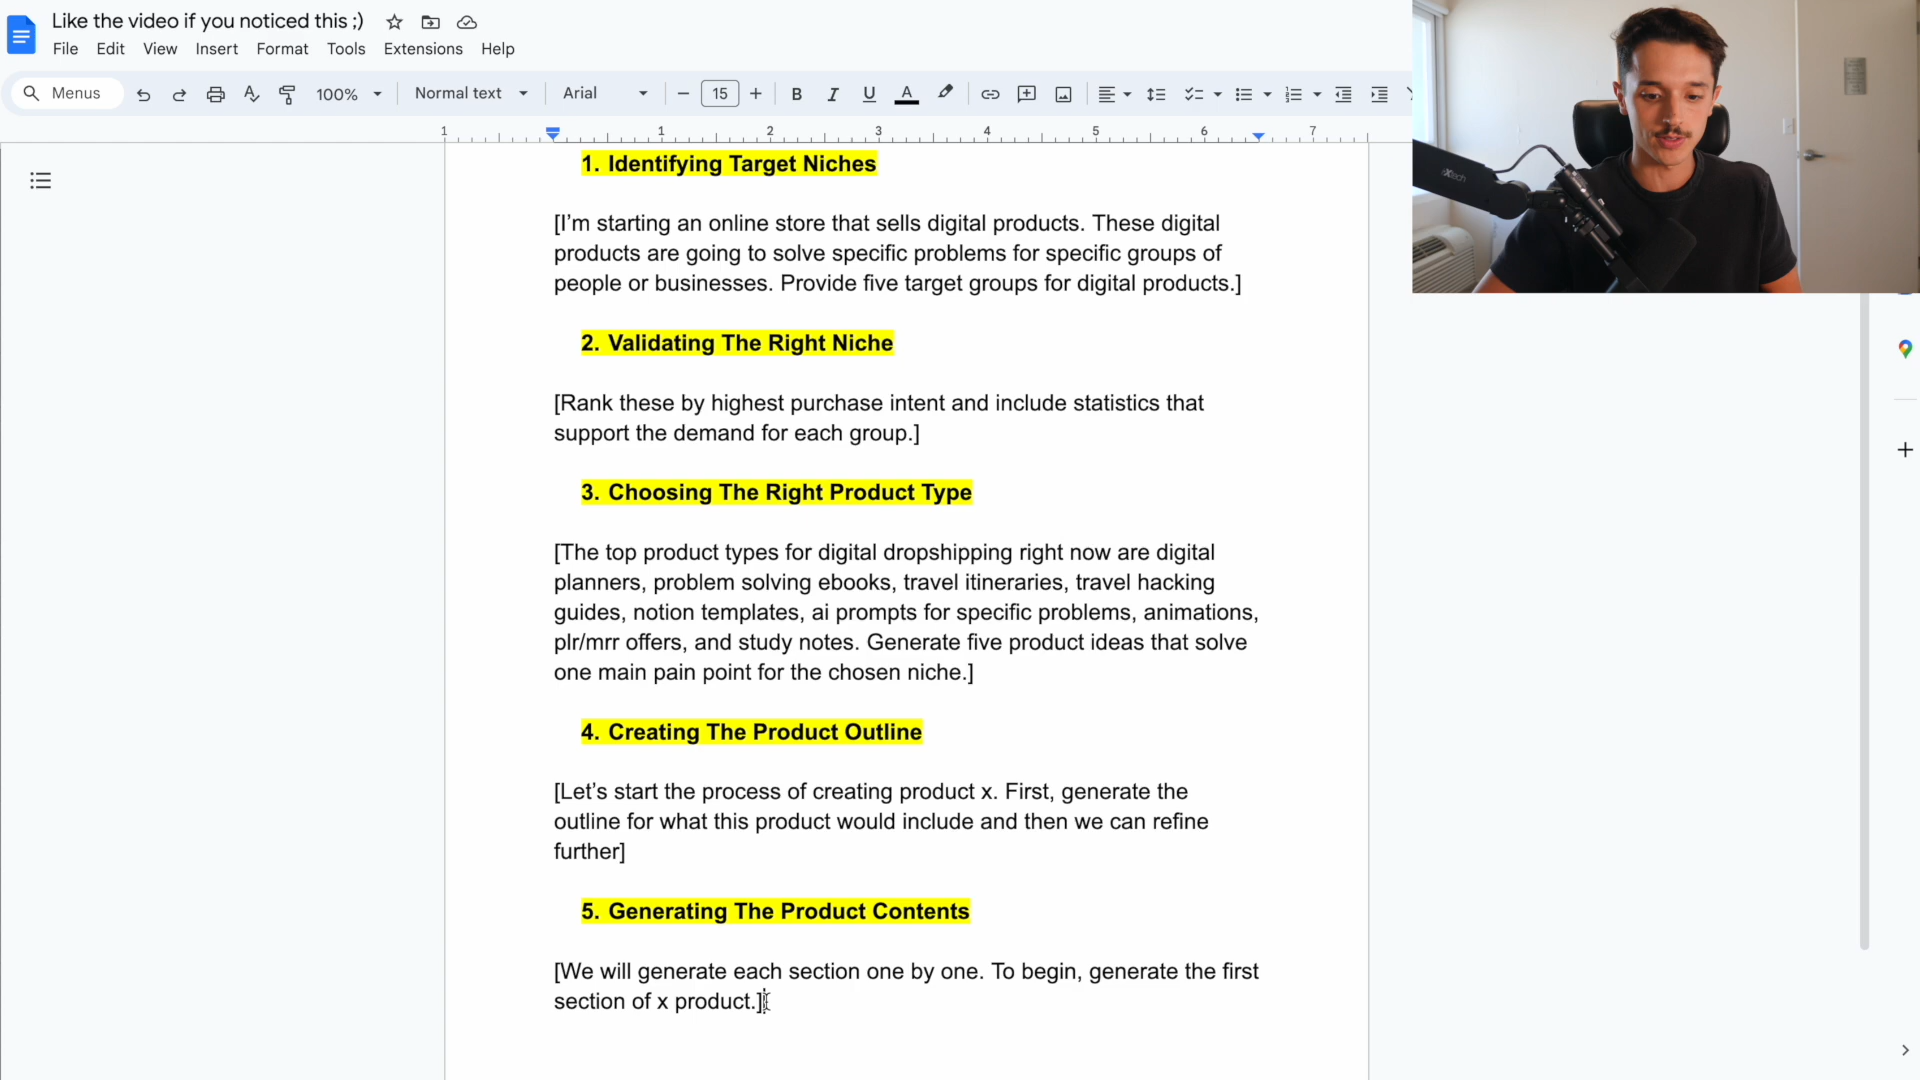 Like the video if you noticed this ;)
File Edit View Insert Format Tools Extensions Help
Menus 100% Normal text Arial 15 B I U A
1 1 2 3 4 5 6 7
1. Identifying Target Niches
[I’m starting an online store that sells digital products. These digital
products are going to solve specific problems for specific groups of
people or businesses. Provide five target groups for digital products.]
2. Validating The Right Niche
[Rank these by highest purchase intent and include statistics that
support the demand for each group.]
3. Choosing The Right Product Type
[The top product types for digital dropshipping right now are digital
planners, problem solving ebooks, travel itineraries, travel hacking
guides, notion templates, ai prompts for specific problems, animations,
plr/mrr offers, and study notes. Generate five product ideas that solve
one main pain point for the chosen niche.]
4. Creating The Product Outline
[Let’s start the process of creating product x. First, generate the
outline for what this product would include and then we can refine
further]
5. Generating The Product Contents
[We will generate each section one by one. To begin, generate the first
section of x product.]